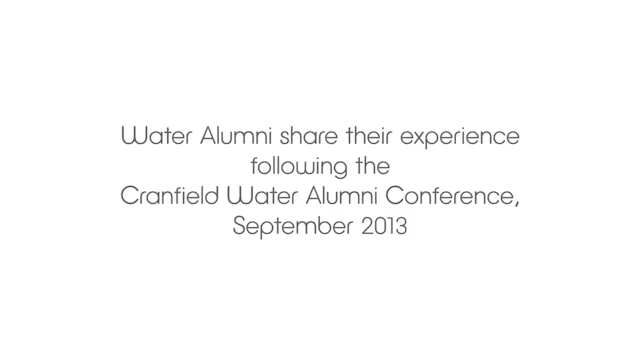 Water Alumni share their experience
following the
Cranfield Water Alumni Conference,
September 2013